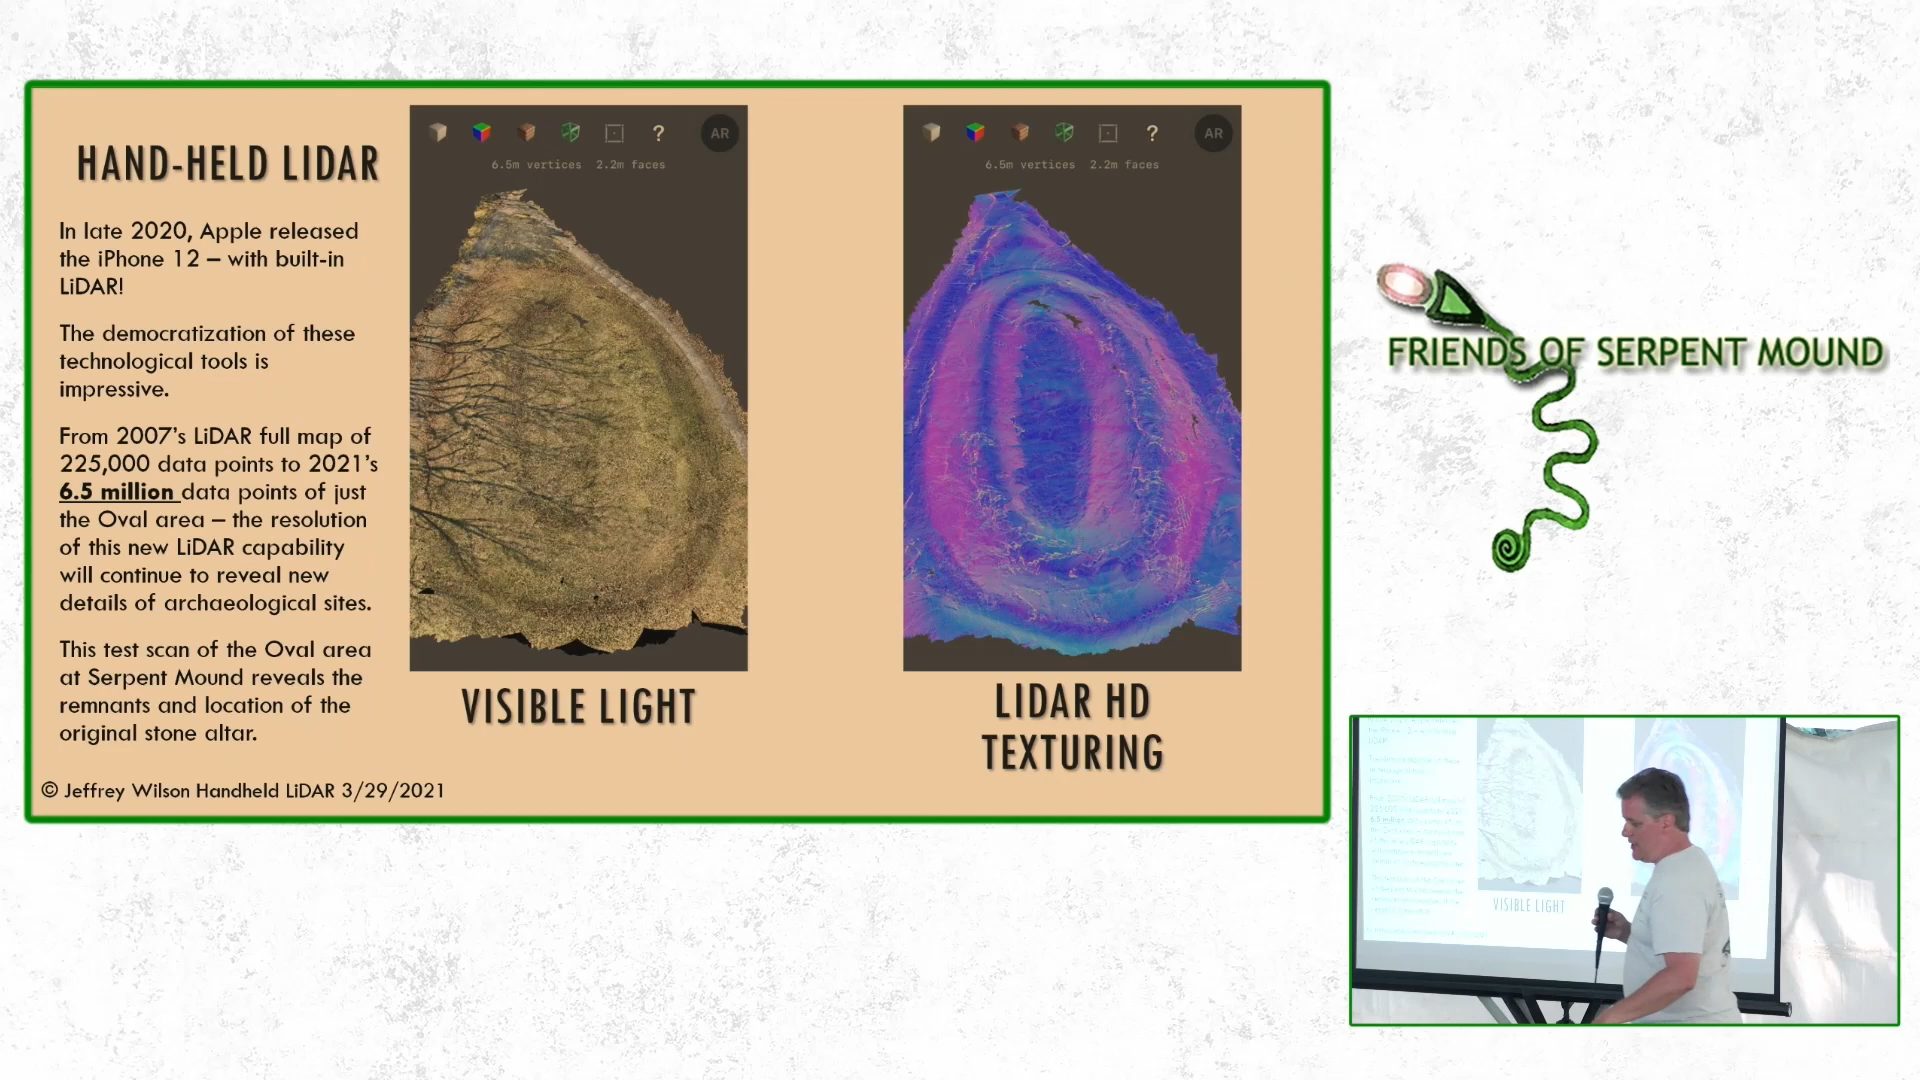 HAND-HELD LIDAR
In late 2020, Apple released
the iPhone 12 – with built-in
LiDAR!
The democratization of these
technological tools is
impressive.
From 2007's LiDAR full map of
225,000 data points to 2021's
6.5 million data points of just
the Oval area – the resolution
of this new LiDAR capability
will continue to reveal new
details of archaeological sites.
This test scan of the Oval area
at Serpent Mound reveals the
remnants and location of the
original stone altar.
© Jeffrey Wilson Handheld LiDAR 3/29/2021
? AR
6.5m vertices 2.2m faces
VISIBLE LIGHT
? AR
6.5m vertices 2.2m faces
LIDAR HD
TEXTURING
FRIENDS OF SERPENT MOUND
VISIBLE LIGHT